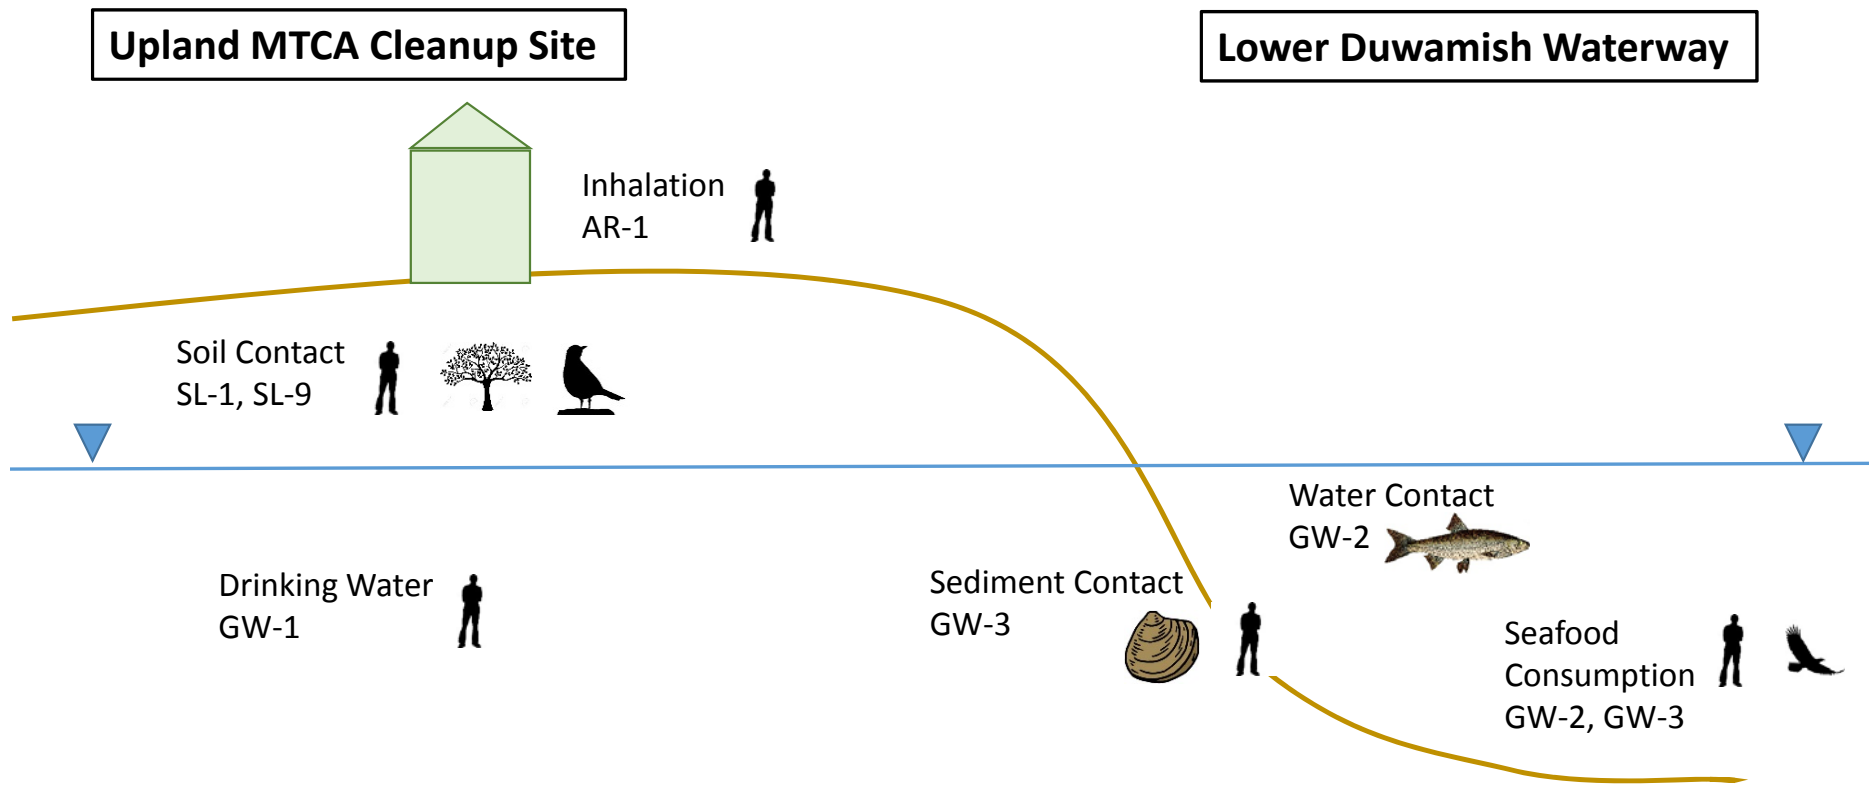 Upland MTCA Cleanup Site
Lower Duwamish Waterway
Inhalation
AR-1
Soil Contact
SL-1, SL-9
Water Contact
GW-2
Drinking Water
GW-1
Sediment Contact
GW-3
Seafood
Consumption
GW-2, GW-3